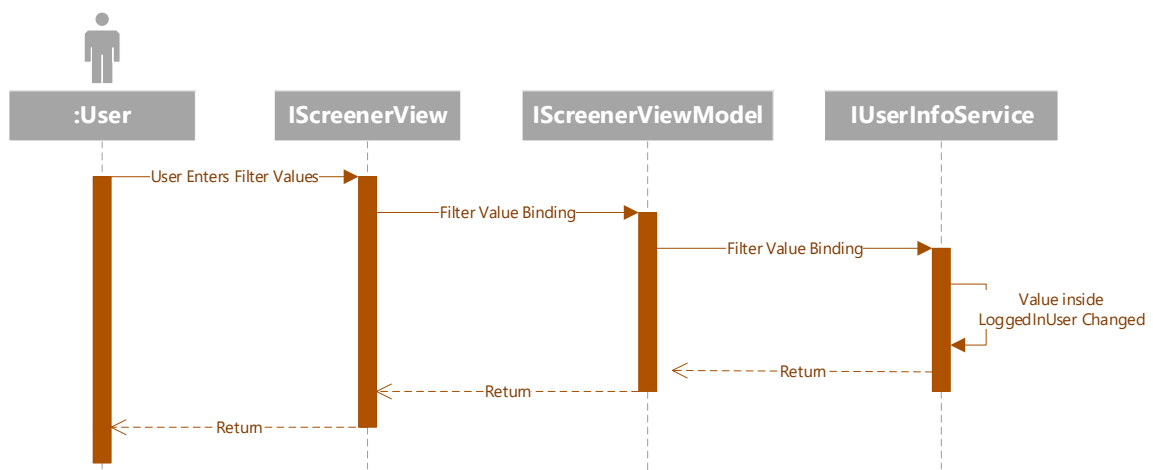 :User
IScreenerView
IScreenerViewModel
IUserInfoService
User Enters Filter Values
Filter Value Binding
Filter Value Binding
Value inside
LoggedInUser Changed
Return
Return
Return